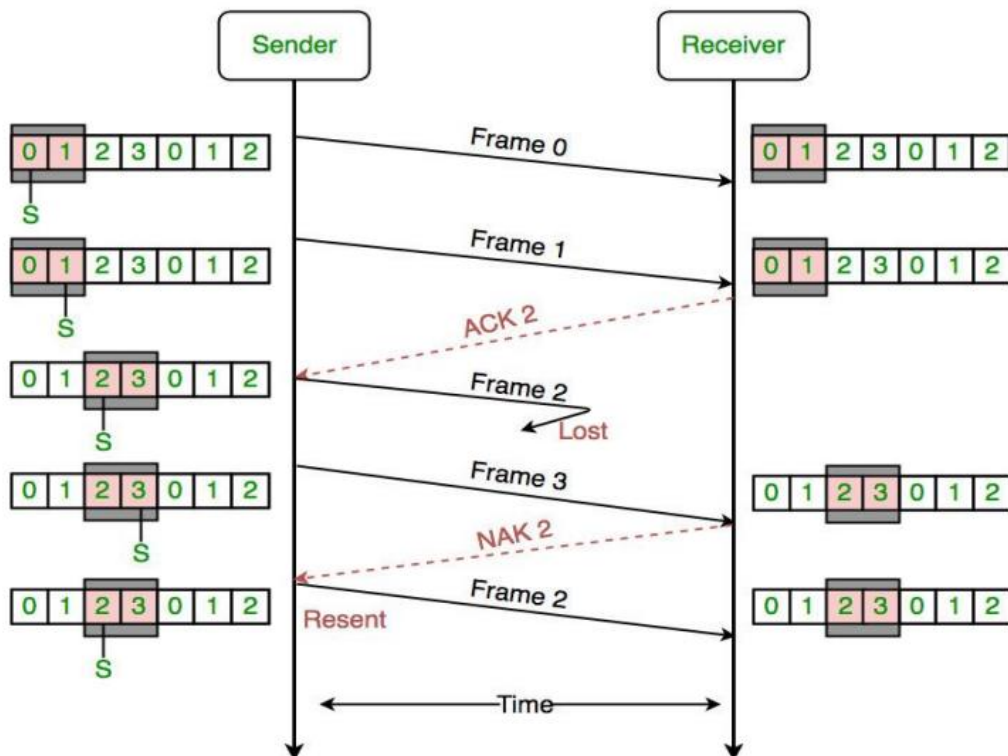 Sender
Receiver
Frame 0
0 1 2 3 0 1 2
0 1 2 3 0 1 2
S
Frame 1
0 1 2 3 0 1 2
0 1 2 3 0 1 2
S
ACK 2
0 1 2 3 0 1 2
Frame 2
S
Lost
Frame 3
0 1 2 3 0 1 2
0 1 2 3 0 1 2
S
NAK 2
Frame 2
0 1 2 3 0 1 2
0 1 2 3 0 1 2
Resent
S
Time